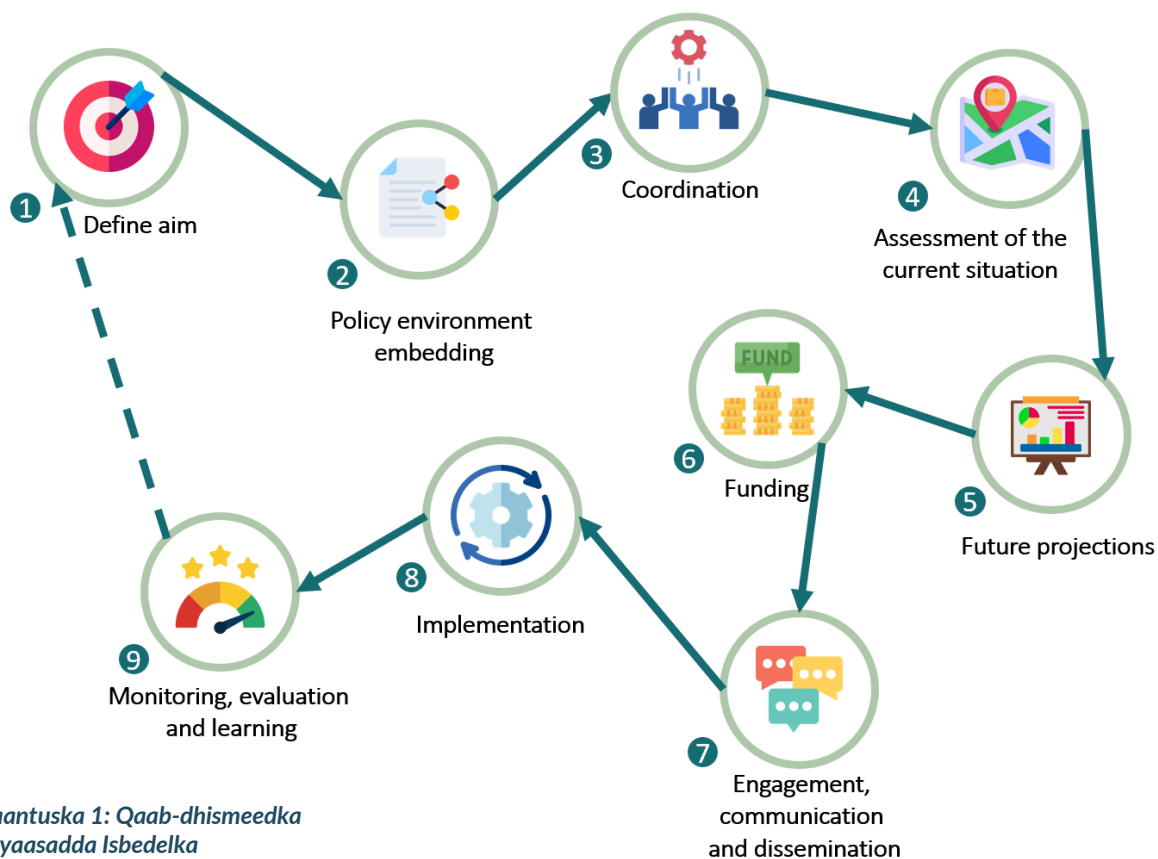 1
Define aim
2
Policy environment
embedding
3
Coordination
4
Assessment of the
current situation
5
Future projections
FUND
6
Funding
7
Engagement,
communication
and dissemination
8
Implementation
9
Monitoring, evaluation
and learning
1: Qaab-dhismeedka
Isbedelka